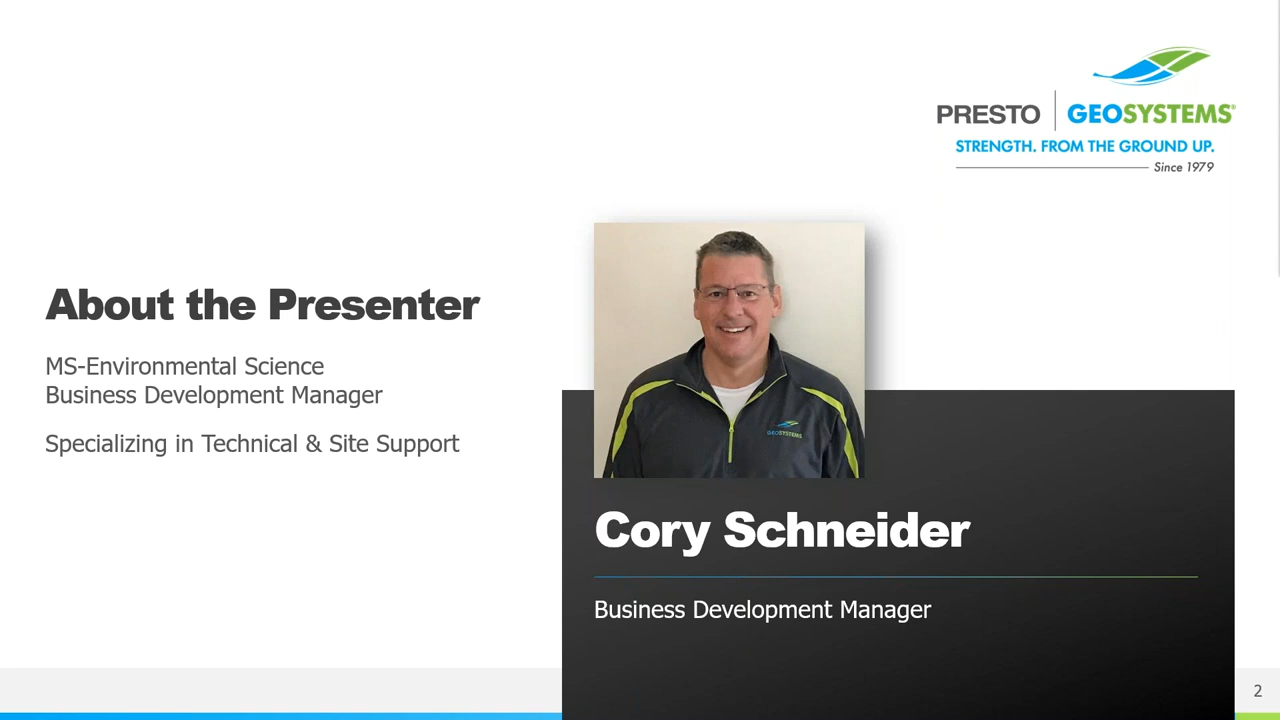 PRESTO GEOSYSTEMS®
STRENGTH. FROM THE GROUND UP.
Since 1979
About the Presenter
MS-Environmental Science
Business Development Manager
Specializing in Technical & Site Support
GEOSYSTEMS
Cory Schneider
Business Development Manager
2